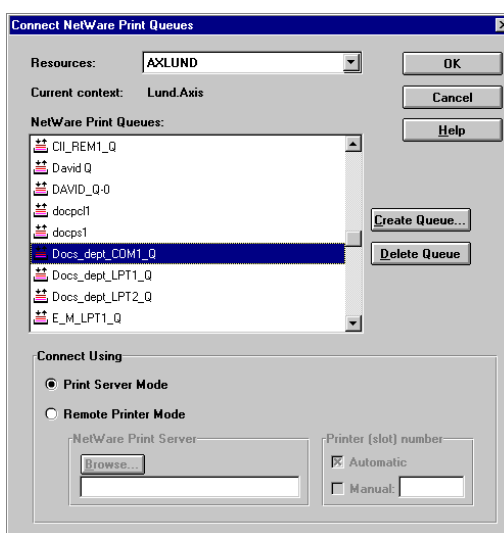 Connect NetWare Print Queues
Resources: AXLUND
OK
Current context: Lund.Axis
Cancel
NetWare Print Queues:
Help
CII_REM1_Q
David Q
DAVID_Q-0
docpcl1
docps1
Docs_dept_COM1_Q
Docs_dept_LPT1_Q
Docs_dept_LPT2_Q
E_M_LPT1_Q
Create Queue...
Delete Queue
Connect Using
Print Server Mode
Remote Printer Mode
NetWare Print Server
Browse...
Printer (slot) number
Automatic
Manual: